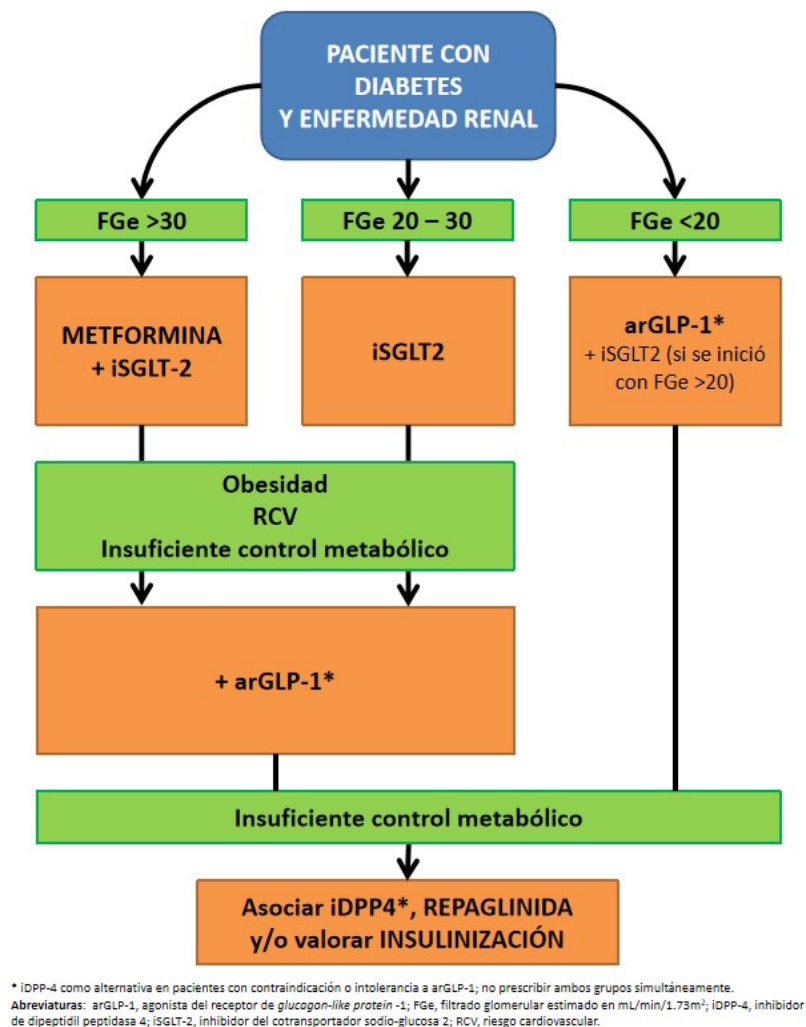 PACIENTE CON
DIABETES
Y ENFERMEDAD RENAL
FGe >30
FGe 20 – 30
FGe <20
METFORMINA
+ iSGLT-2
iSGLT2
arGLP-1*
+ iSGLT2 (si se inició
con FGe >20)
Obesidad
RCV
Insuficiente control metabólico
+ arGLP-1*
Insuficiente control metabólico
Asociar iDPP4*, REPAGLINIDA
y/o valorar INSULINIZACIÓN
* iDPP-4 como alternativa en pacientes con contraindicación o intolerancia a arGLP-1; no prescribir ambos grupos simultáneamente.
Abreviaturas: arGLP-1, agonista del receptor de glucagon-like protein -1; FGe, filtrado glomerular estimado en mL/min/1.73m²; iDPP-4, inhibidor
de dipeptidil peptidasa 4; iSGLT-2, inhibidor del cotransportador sodio-glucosa 2; RCV, riesgo cardiovascular.